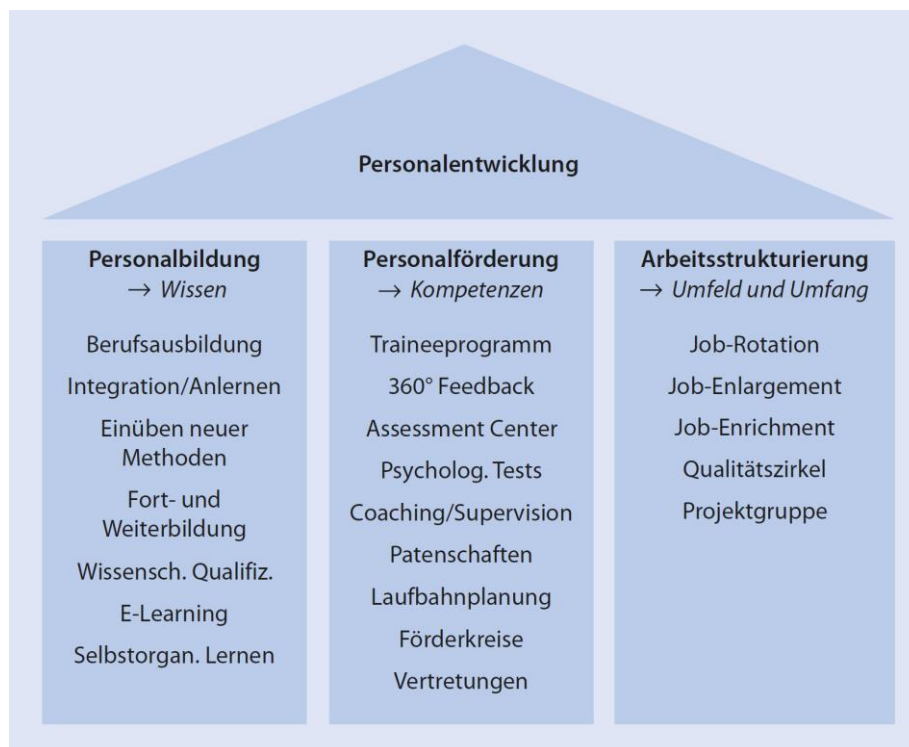 Personalentwicklung
Personalbildung
→ Wissen
Berufsausbildung
Integration/Anlernen
Einüben neuer
Methoden
Fort- und
Weiterbildung
Wissensch. Qualifiz.
E-Learning
Selbstorgan. Lernen
Personalförderung
→ Kompetenzen
Traineeprogramm
360° Feedback
Assessment Center
Psycholog. Tests
Coaching/Supervision
Patenschaften
Laufbahnplanung
Förderkreise
Vertretungen
Arbeitsstrukturierung
→ Umfeld und Umfang
Job-Rotation
Job-Enlargement
Job-Enrichment
Qualitätszirkel
Projektgruppe